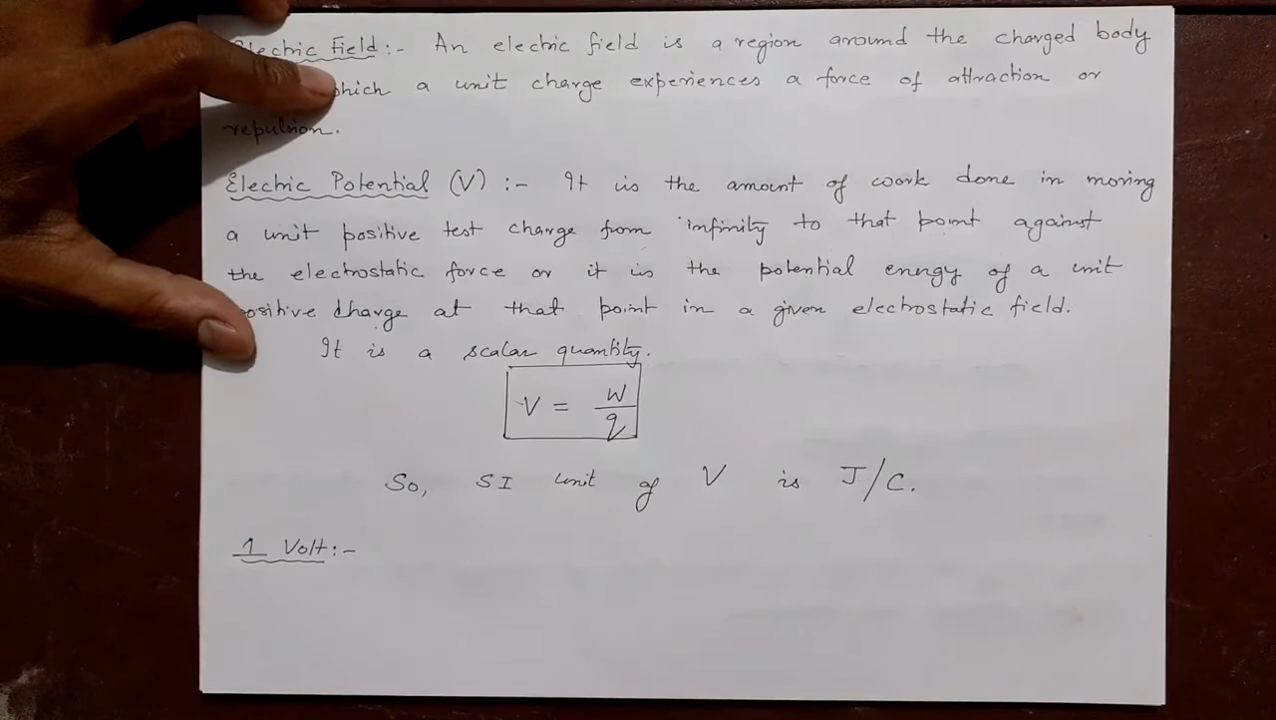 Electric Field :- An electric field is a region around the charged body
which a unit charge experiences a force of attraction or
repulsion.
Electric Potential (V) :- It is the amount of work done in moving
a unit positive test charge from infinity to that point against
the electrostatic force or it is the potential energy of a unit
positive charge at that point in a given electrostatic field.
It is a scalar quantity.
V = W/q
So, SI unit of V is J/C.
1 Volt :-